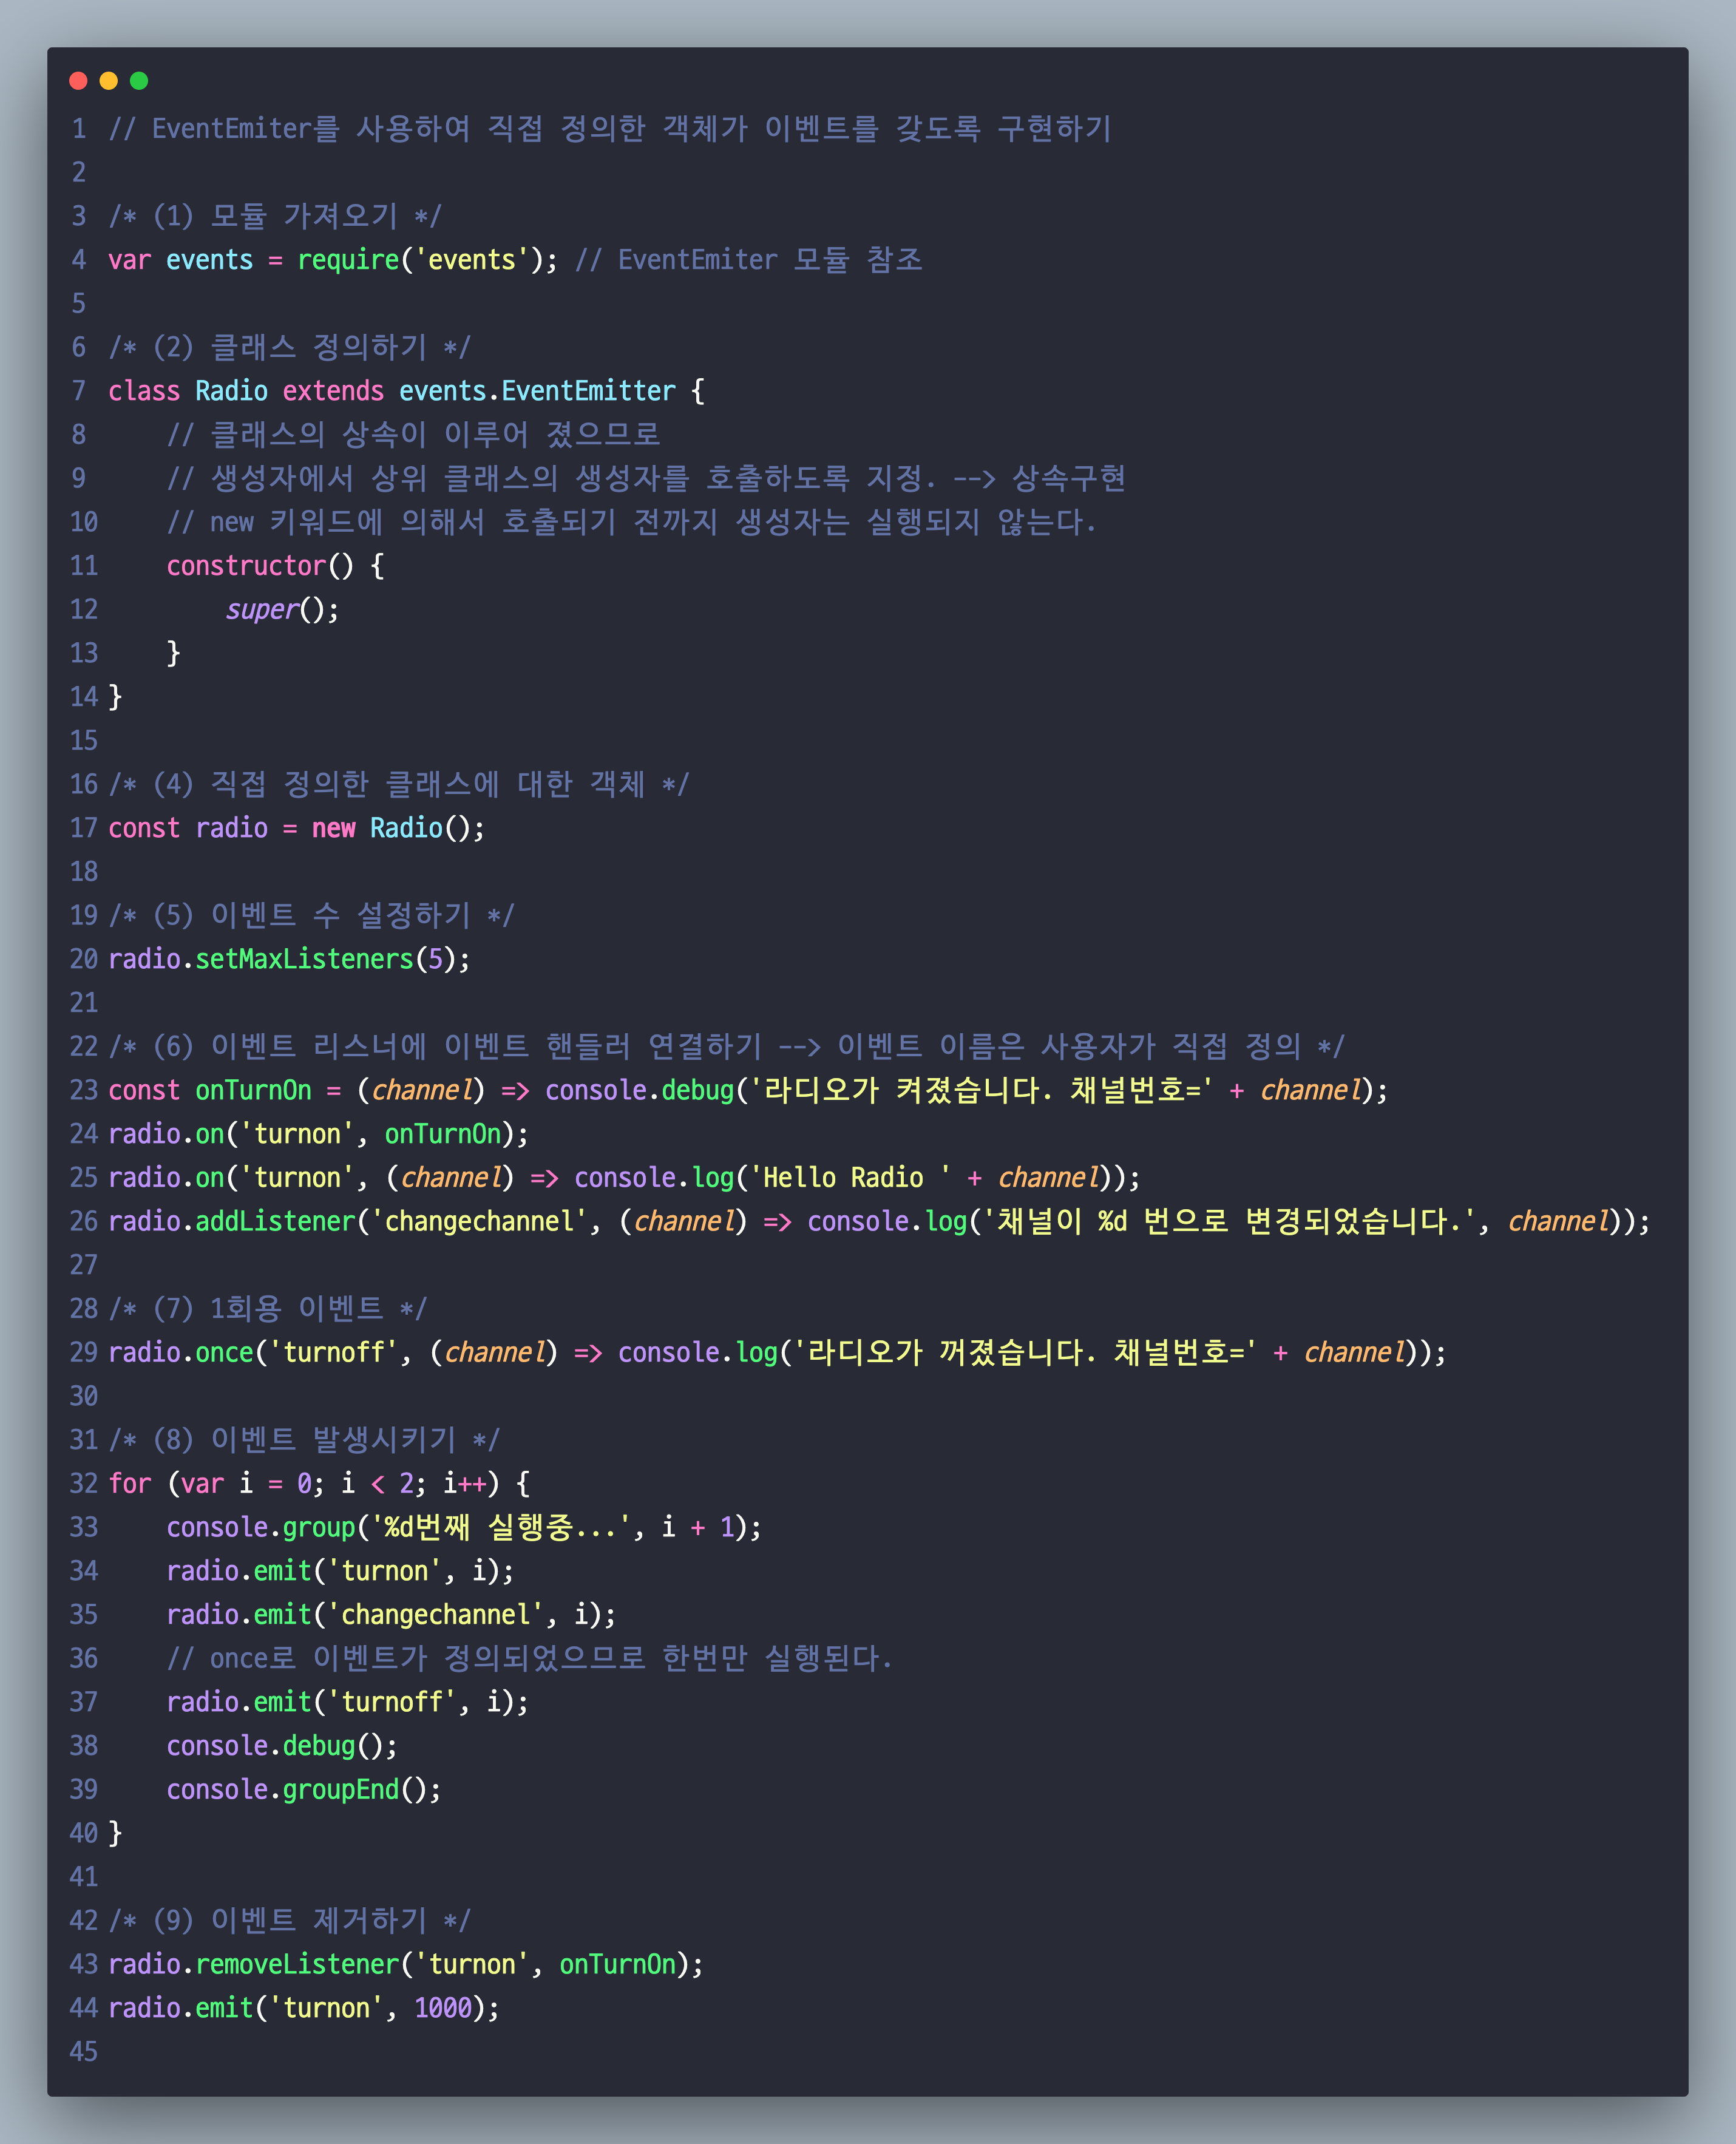 1 // EventEmiter를 사용하여 직접 정의한 객체가 이벤트를 갖도록 구현하기
2
3 /* (1) 모듈 가져오기 */
4 var events = require('events'); // EventEmiter 모듈 참조
5
6 /* (2) 클래스 정의하기 */
7 class Radio extends events.EventEmitter {
8     // 클래스의 상속이 이루어 졌으므로
9     // 생성자에서 상위 클래스의 생성자를 호출하도록 지정. --> 상속구현
10     // new 키워드에 의해서 호출되기 전까지 생성자는 실행되지 않는다.
11     constructor() {
12         super();
13     }
14 }
15
16 /* (4) 직접 정의한 클래스에 대한 객체 */
17 const radio = new Radio();
18
19 /* (5) 이벤트 수 설정하기 */
20 radio.setMaxListeners(5);
21
22 /* (6) 이벤트 리스너에 이벤트 핸들러 연결하기 --> 이벤트 이름은 사용자가 직접 정의 */
23 const onTurnOn = (channel) => console.debug('라디오가 켜졌습니다. 채널번호=' + channel);
24 radio.on('turnon', onTurnOn);
25 radio.on('turnon', (channel) => console.log('Hello Radio ' + channel));
26 radio.addListener('changechannel', (channel) => console.log('채널이 %d 번으로 변경되었습니다.', channel));
27
28 /* (7) 1회용 이벤트 */
29 radio.once('turnoff', (channel) => console.log('라디오가 꺼졌습니다. 채널번호=' + channel));
30
31 /* (8) 이벤트 발생시키기 */
32 for (var i = 0; i < 2; i++) {
33     console.group('%d번째 실행중...', i + 1);
34     radio.emit('turnon', i);
35     radio.emit('changechannel', i);
36     // once로 이벤트가 정의되었으므로 한번만 실행된다.
37     radio.emit('turnoff', i);
38     console.debug();
39     console.groupEnd();
40 }
41
42 /* (9) 이벤트 제거하기 */
43 radio.removeListener('turnon', onTurnOn);
44 radio.emit('turnon', 1000);
45